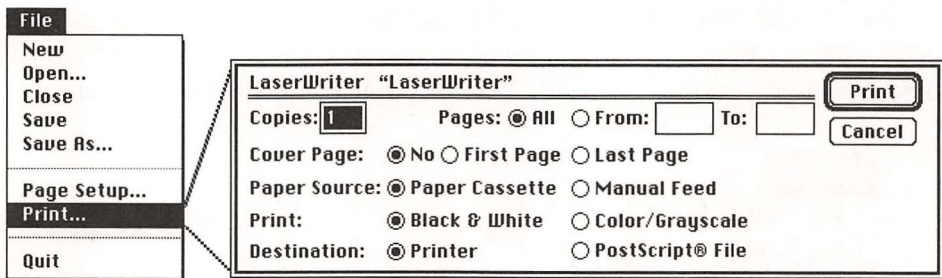 File
New
Open...
Close
Save
Save As...
Page Setup...
Print...
Quit
LaserWriter “LaserWriter”
Print
Copies: 1 Pages: All From: To:
Cancel
Cover Page: No First Page Last Page
Paper Source: Paper Cassette Manual Feed
Print: Black & White Color/Grayscale
Destination: Printer PostScript® File